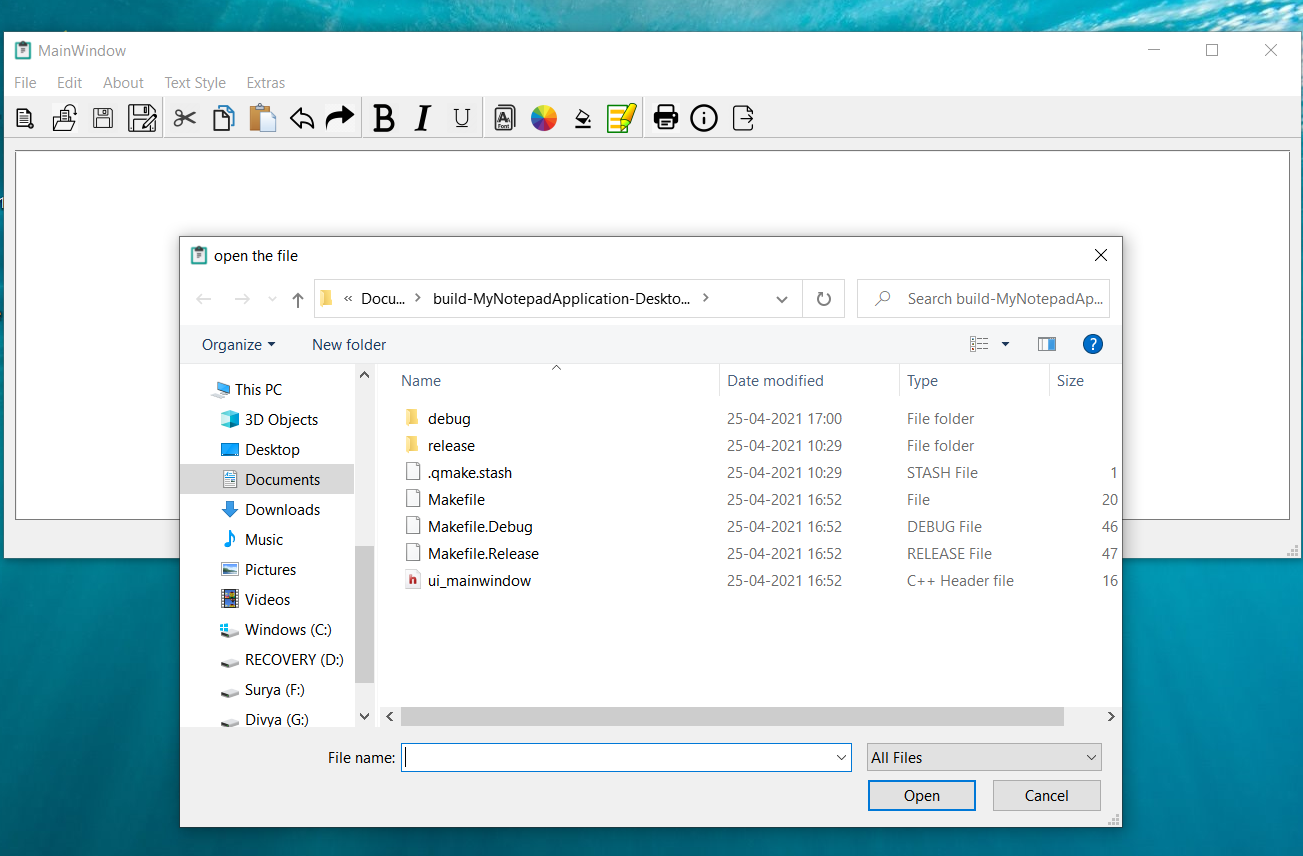 MainWindow
File Edit About Text Style Extras
B I U A Font
open the file
« Docu... > build-MyNotepadApplication-Deskto... > Search build-MyNotepadAp...
Organize New folder ?
This PC
3D Objects
Desktop
Documents
Downloads
Music
Pictures
Videos
Windows (C:)
RECOVERY (D:)
Surya (F:)
Divya (G:)
Name Date modified Type Size
debug 25-04-2021 17:00 File folder
release 25-04-2021 10:29 File folder
.qmake.stash 25-04-2021 10:29 STASH File 1
Makefile 25-04-2021 16:52 File 20
Makefile.Debug 25-04-2021 16:52 DEBUG File 46
Makefile.Release 25-04-2021 16:52 RELEASE File 47
h ui_mainwindow 25-04-2021 16:52 C++ Header file 16
File name: All Files
Open Cancel